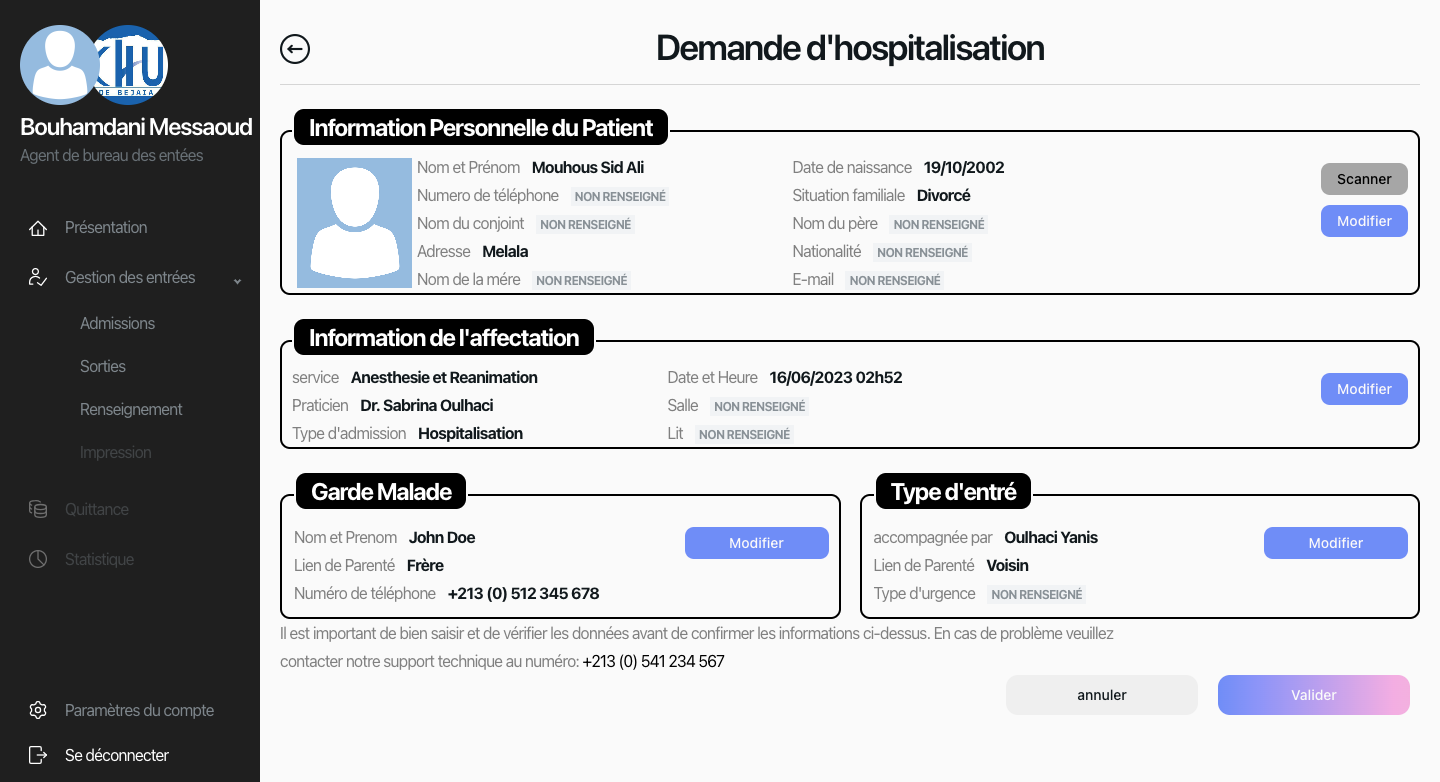 KHU
DE BEJAIA
Bouhamdani Messaoud
Agent de bureau des entées
Présentation
Gestion des entrées
Admissions
Sorties
Renseignement
Impression
Quittance
Statistique
Paramètres du compte
Se déconnecter
Demande d'hospitalisation
Information Personnelle du Patient
Nom et Prénom Mouhous Sid Ali
Numero de téléphone NON RENSEIGNÉ
Nom du conjoint NON RENSEIGNÉ
Adresse Melala
Nom de la mére NON RENSEIGNÉ
Date de naissance 19/10/2002
Situation familiale Divorcé
Nom du père NON RENSEIGNÉ
Nationalité NON RENSEIGNÉ
E-mail NON RENSEIGNÉ
Scanner
Modifier
Information de l'affectation
service Anesthesie et Reanimation
Praticien Dr. Sabrina Oulhaci
Type d'admission Hospitalisation
Date et Heure 16/06/2023 02h52
Salle NON RENSEIGNÉ
Lit NON RENSEIGNÉ
Modifier
Garde Malade
Nom et Prenom John Doe
Lien de Parenté Frère
Numéro de téléphone +213 (0) 512 345 678
Modifier
Type d'entré
accompagnée par Oulhaci Yanis
Lien de Parenté Voisin
Type d'urgence NON RENSEIGNÉ
Modifier
Il est important de bien saisir et de vérifier les données avant de confirmer les informations ci-dessus. En cas de problème veuillez
contacter notre support technique au numéro: +213 (0) 541 234 567
annuler
Valider